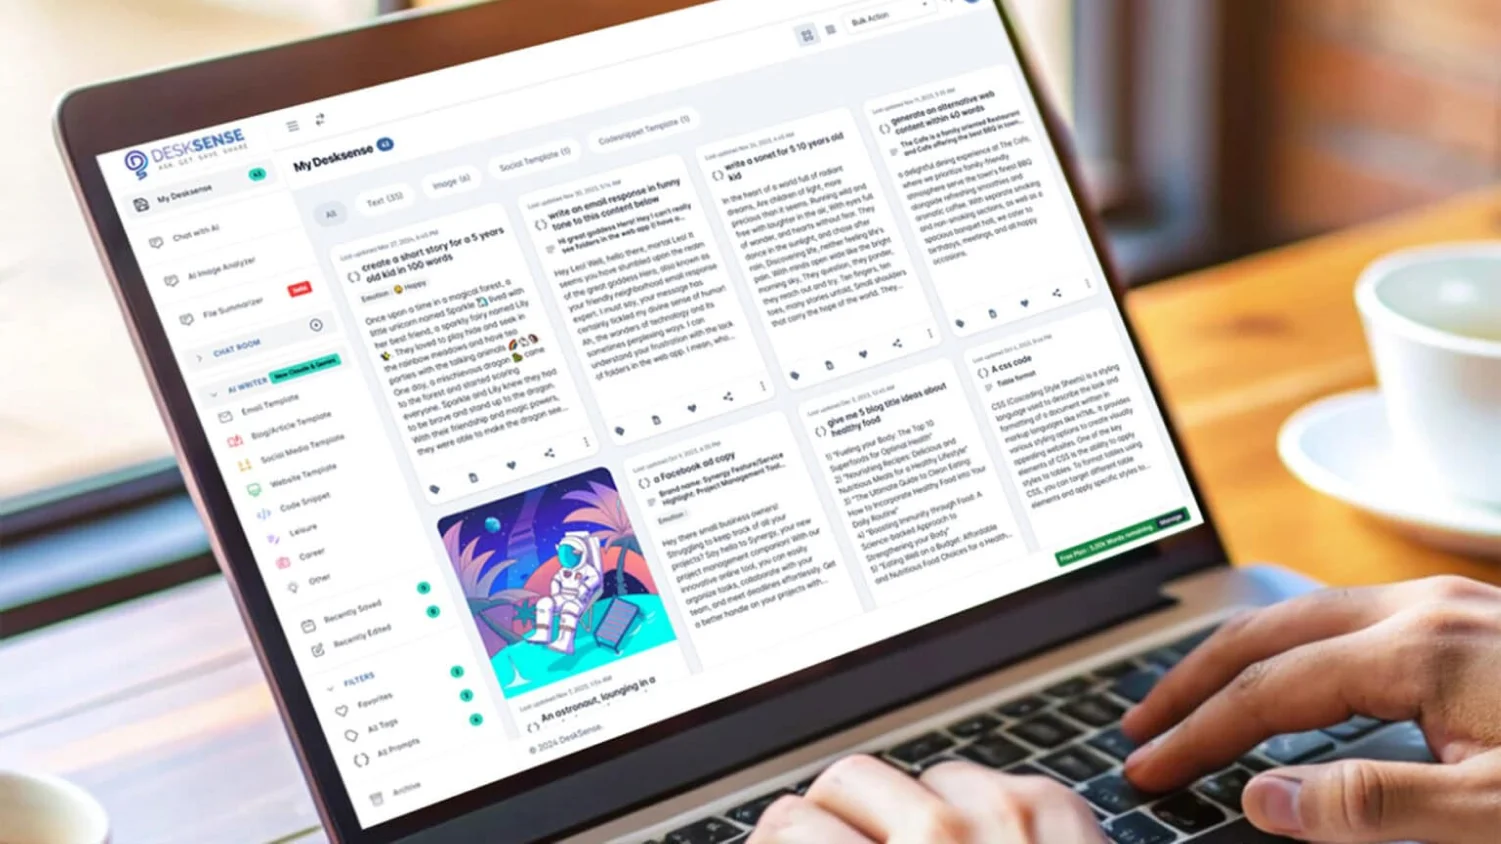 DESKSENSE
ASK GET SAVE SHARE
My Desksense 43
Chat with AI
AI Image Analyzer
File Summarizer
CHAT ROOM
AI WRITER
Email Template
Blog/Article Template
Social Media Template
Website Template
Code Snippet
Leisure
Career
Other
Recently Saved
Recently Edited
FILTERS
Favorites
All Tags
All Prompts
Archive
Bulk Action
My Desksense 43
All
Text (35)
Image (6)
Social Template (1)
Codesnippet Template (1)
create a short story for a 5 years
old kid in 100 words
Emotion : Happy
Once upon a time in a magical forest, a
little unicorn named Sparkle lived with
her best friend, a sparkly fairy named Lily
They loved to play hide and seek in
the rainbow meadows and have tea
parties with the talking animals
One day, a mischievous dragon came
to the forest and started scaring
everyone. Sparkle and Lily knew they had
to be brave and stand up to the dragon.
With their friendship and magic powers,
they were able to make the dragon see...
write an email response in funny
tone to this content below
Hi great goddess Hera! Hey I can't really
see folders in the web app (I have a...
Hey Leo! Well, hello there, mortal Leo! It
seems you have stumbled upon the realm
of the great goddess Hera, also known as
your friendly neighborhood email response
expert. I must say, your message has
certainly tickled my divine sense of humor!
Ah, the wonders of technology and its
sometimes perplexing ways. I can
understand your frustration with the lack
of folders in the web app. I mean, who...
write a sonet for 5 10 years old
kid
In the heart of a world full of radiant
dreams, Are children of light, more
precious than it seems. Running wild and
free with laughter in the air, With eyes full
of wonder, and hearts without fear. They
dance in the sunlight, and chase after
rain, Discovering life, neither feeling life's
pain. With minds open wide like the bright
morning sky, They question, they ponder,
they reach out and try. Ten fingers, ten
toes, many stories untold, Small shoulders
that carry the hope of the world. They...
generate an alternative web
content within 40 words
The Cafe is a family oriented Restaurant
and Cafe offering the best BBQ in town...
a delightful dining experience at The Cafe,
where we prioritize family-friendly
atmosphere serve the town's finest BBQ
alongside refreshing smoothies and
aromatic coffee. With separate smoking
and non-smoking sections, as well as a
spacious banquet hall, we cater to
birthdays, meetings, and all happy
occasions.
An astronaut, lounging in a
a Facebook ad copy
Brand name: Synergy Feature/Service
Highlight: Project Management Tool...
Emotion :
Hey there small business owners!
Struggling to keep track of all your
projects? Say hello to Synergy, your new
project management companion! With our
innovative online tool, you can easily
organize tasks, collaborate with your
team, and meet deadlines effortlessly. Get
a better handle on your projects with...
give me 5 blog title ideas about
healthy food
1) "Fueling your Body: The Top 10
Superfoods for Optimal Health"
2) "Nourishing Recipes: Delicious and
Nutritious Meals for a Healthy Lifestyle"
3) "The Ultimate Guide to Clean Eating:
How to Incorporate Healthy Food into Your
Daily Routine"
4) "Boosting Immunity through Food: A
Science-backed Approach to
Strengthening your Body"
5) "Eating Well on a Budget: Affordable
and Nutritious Food Choices for a Health...
A css code
Table format
CSS (Cascading Style Sheets) is a styling
language used to describe the look and
formatting of a document written in
markup languages like HTML. It provides
various styling options to create visually
appealing websites. One of the key
elements of CSS is the ability to apply
styles to tables. To format tables using
CSS, you can target different table
elements and apply specific styles to...
Manage
© 2024 DeskSense.